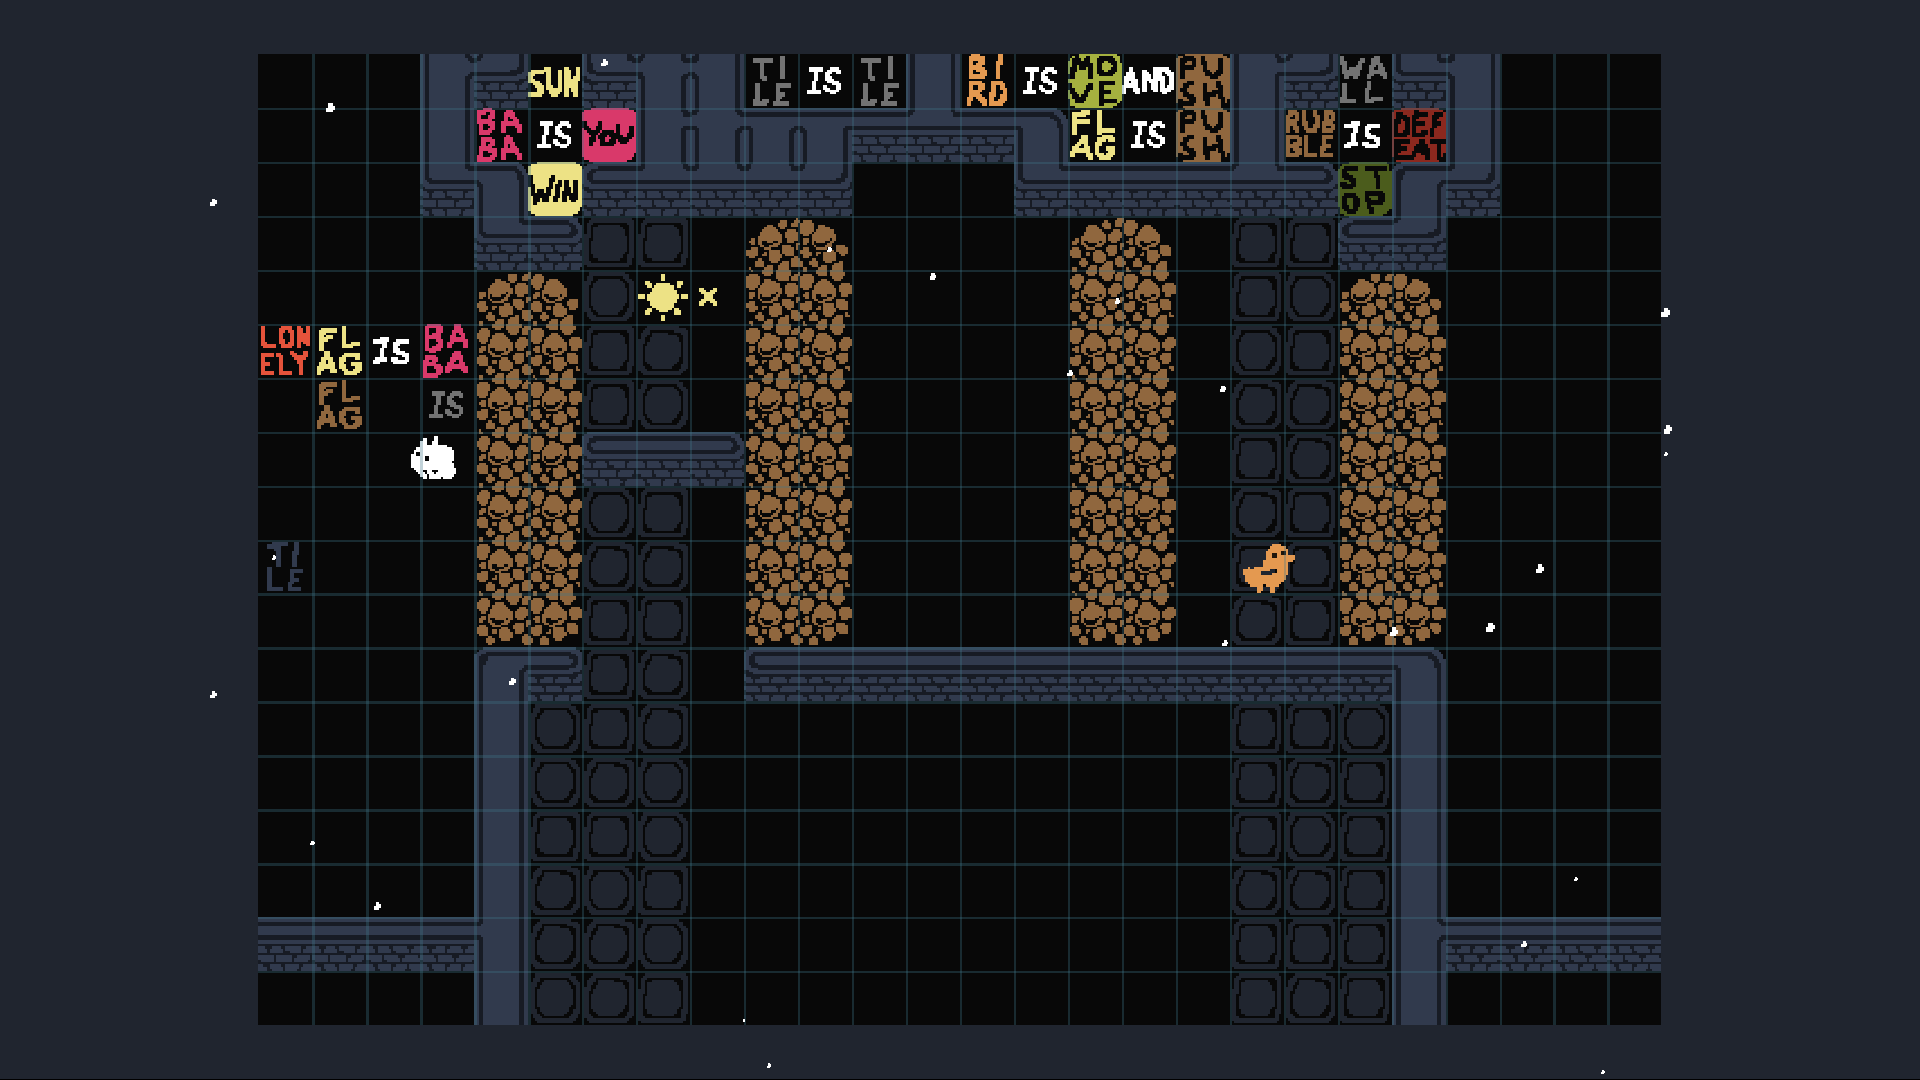 SUN
TILE IS TILE
BIRD IS MOVE AND PUSH
WALL
BABA IS YOU
FLAG IS PUSH
RUBBLE IS DEFEAT
WIN
STOP
LONELY FLAG IS BABA
FLAG IS
TILE